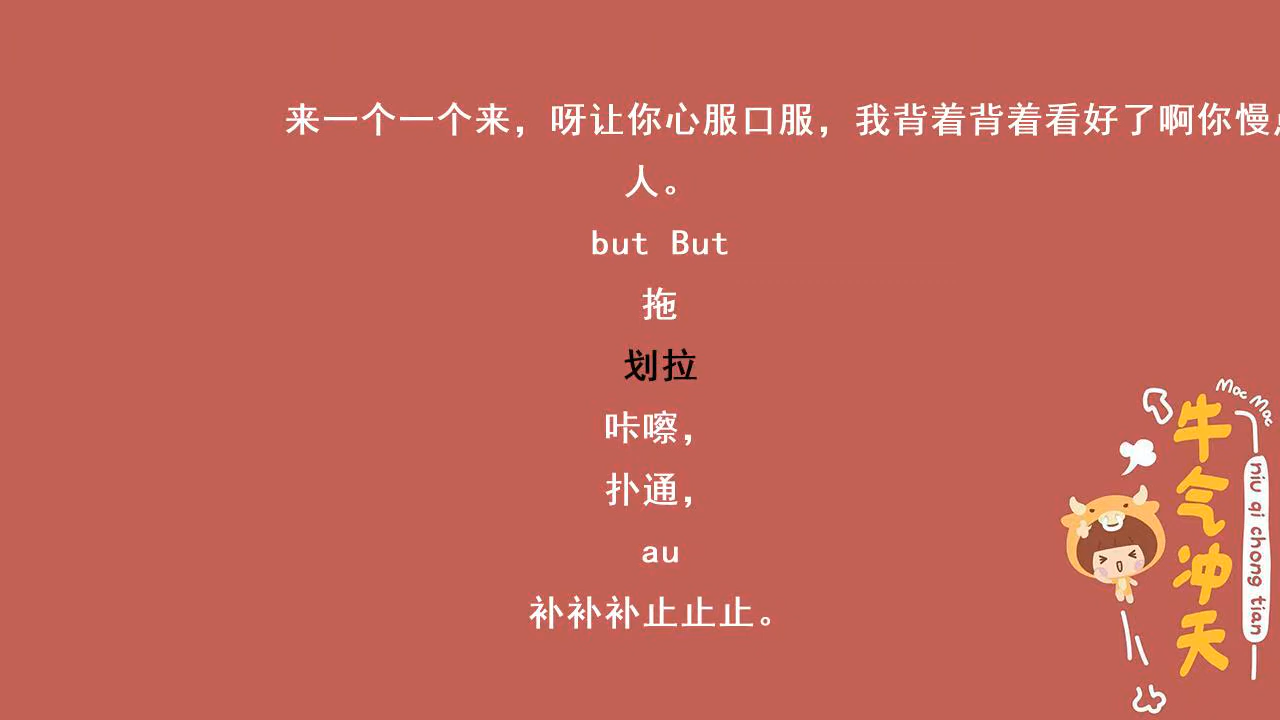 来一个一个来，呀让你心服口服，我背着背着看好了啊你慢
人。
but But
拖
划拉
咔嚓，
扑通，
au
补补补止止止。
Moc Moc
牛气冲天
niu qi chong tian